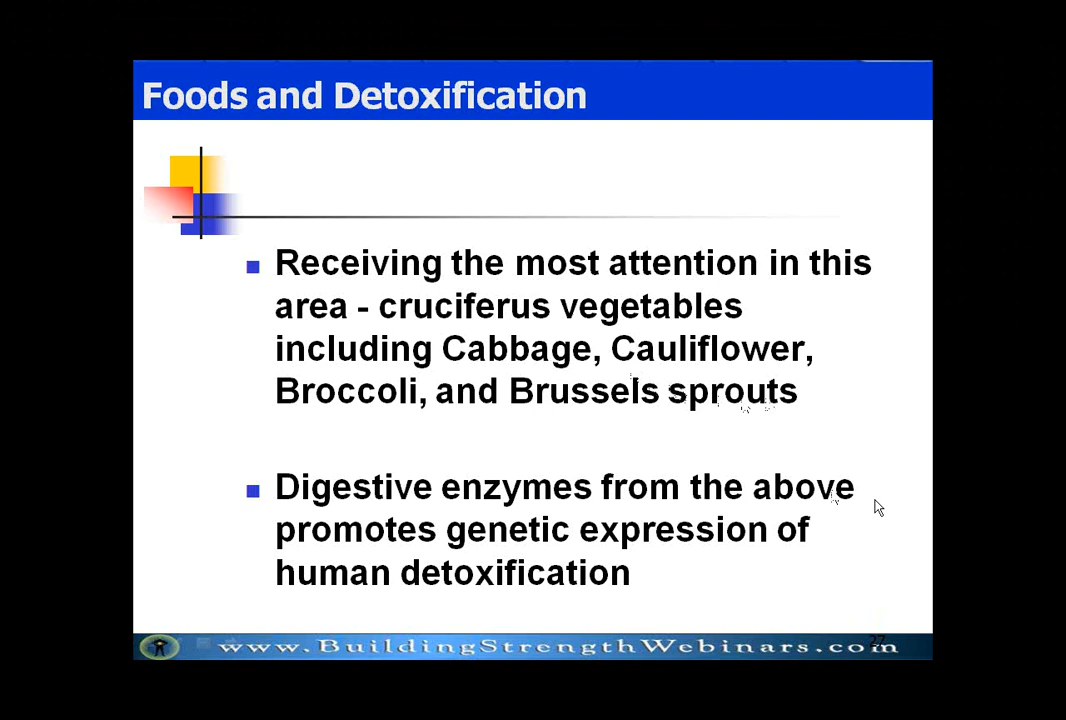 Foods and Detoxification
Receiving the most attention in this
area - cruciferus vegetables
including Cabbage, Cauliflower,
Broccoli, and Brussels sprouts
Digestive enzymes from the above
promotes genetic expression of
human detoxification
27
www.BuildingStrengthWebinars.com